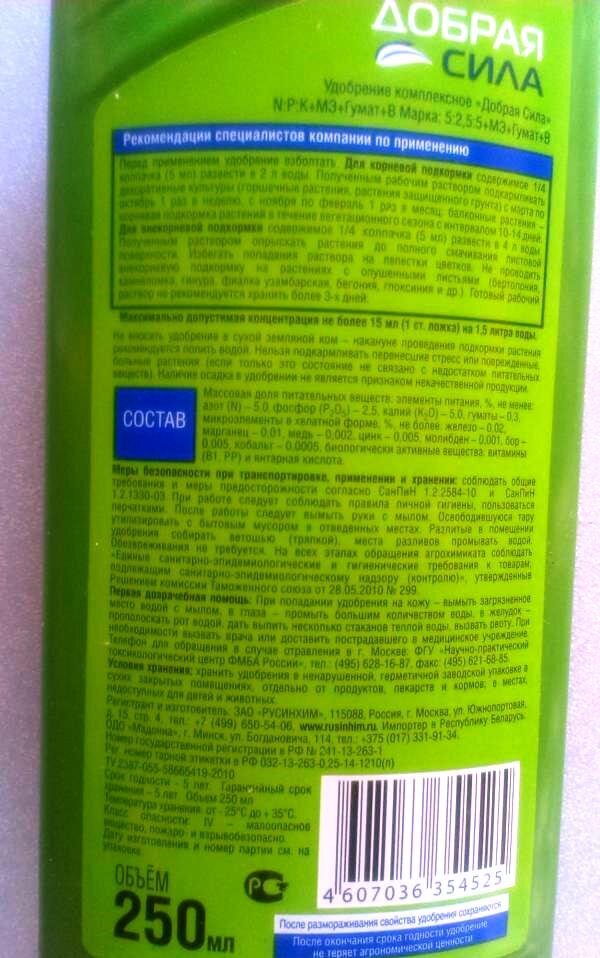 ДОБРАЯ
СИЛА
Удобрение комплексное «Добрая Сила»
N:P:K+МЭ+Гумат+В Марка: 5:2,5:5+МЭ+Гумат+В
Рекомендации специалистов компании по применению
Перед применением удобрение взболтать. Для корневой подкормки содержимое 1/4
колпачка (5 мл) развести в 2 л воды. Полученным рабочим раствором подкармливать
декоративные культуры (горшечные растения, растения защищенного грунта) с марта по
октябрь 1 раз в неделю, с ноября по февраль 1 раз в месяц; балконные растения –
корневая подкормка растений в течение вегетационного сезона с интервалом 10-14 дней.
Для внекорневой подкормки содержимое 1/4 колпачка (5 мл) развести в 4 л воды.
Полученным раствором опрыскать растения до полного смачивания листовой
поверхности. Избегать попадания раствора на лепестки цветков. Не проводить
внекорневую подкормку на растениях с опушенными листьями (бертолония,
камнеломка, гинура, фиалка узамбарская, бегония, глоксиния и др.). Готовый рабочий
раствор не рекомендуется хранить более 3-х дней.
Максимально допустимая концентрация не более 15 мл (1 ст. ложка) на 1,5 литра воды.
Не вносить удобрение в сухой земляной ком – накануне проведения подкормки растения
рекомендуется полить водой. Нельзя подкармливать перенесшие стресс или поврежденные,
больные растения (если только это состояние не связано с недостатком питательных
веществ). Наличие осадка в удобрении не является признаком некачественной продукции.
СОСТАВ
Массовая доля питательных веществ: элементы питания, %, не менее:
азот (N) – 5,0, фосфор (P₂O₅) – 2,5, калий (K₂O) – 5,0, гуматы – 0,3,
микроэлементы в хелатной форме, %, не более: железо – 0,02,
марганец – 0,01, медь – 0,002, цинк – 0,005, молибден – 0,001, бор –
0,005, кобальт – 0,0005, биологически активные вещества: витамины
(В1, РР) и янтарная кислота.
Меры безопасности при транспортировке, применении и хранении: соблюдать общие
требования и меры предосторожности согласно СанПиН 1.2.2584-10 и СанПиН
1.2.1330-03. При работе следует соблюдать правила личной гигиены, пользоваться
перчатками. После работы следует вымыть руки с мылом. Освободившуюся тару
утилизировать с бытовым мусором в отведенных местах. Разлитые в помещении
удобрения собирать ветошью (тряпкой), места разливов промывать водой.
Обезвреживания не требуется. На всех этапах обращения агрохимиката соблюдать
«Единые санитарно-эпидемиологические и гигиенические требования к товарам,
подлежащим санитарно-эпидемиологическому надзору (контролю)», утвержденные
Решением комиссии Таможенного союза от 28.05.2010 № 299.
Первая доврачебная помощь: При попадании удобрения на кожу – вымыть загрязненное
место водой с мылом, в глаза – промыть большим количеством воды, в желудок –
прополоскать рот водой, дать выпить несколько стаканов теплой воды, вызвать рвоту. При
необходимости вызвать врача или доставить пострадавшего в медицинское учреждение.
Телефон для обращения в случае отравления в г. Москве: ФГУ «Научно-практический
токсикологический центр ФМБА России», тел.: (495) 628-16-87, факс: (495) 621-68-85.
Условия хранения: хранить удобрения в ненарушенной, герметичной заводской упаковке в
сухих закрытых помещениях, отдельно от продуктов, лекарств и кормов, в местах,
недоступных для детей и животных.
Регистрант и изготовитель: ЗАО «РУСИНХИМ», 115088, Россия, г. Москва, ул. Южнопортовая,
д. 15, стр. 4, тел.: +7 (499) 650-54-06, www.rusinhim.ru. Импортер в Республику Беларусь:
ОДО «Мадонна», г. Минск, ул. Богдановича, 114, тел.: +375 (017) 331-91-34.
Номер государственной регистрации в РФ № 241-13-263-1
Рег. номер тарной этикетки в РФ 032-13-263-0,25-14-1210(л)
ТУ 2387-055-58665419-2010
Срок годности - 5 лет. Гарантийный срок
хранения – 5 лет. Объем 250 мл
Температура хранения: от - 25°С до + 35°С.
Класс опасности: IV – малоопасное
вещество, пожаро- и взрывобезопасно.
Дату изготовления и номер партии см. на
упаковке.
ОБЪЁМ
250 мл
РС
4 607036 354525
После размораживания свойства удобрения сохраняются
После окончания срока годности удобрение
не теряет агрономической ценности